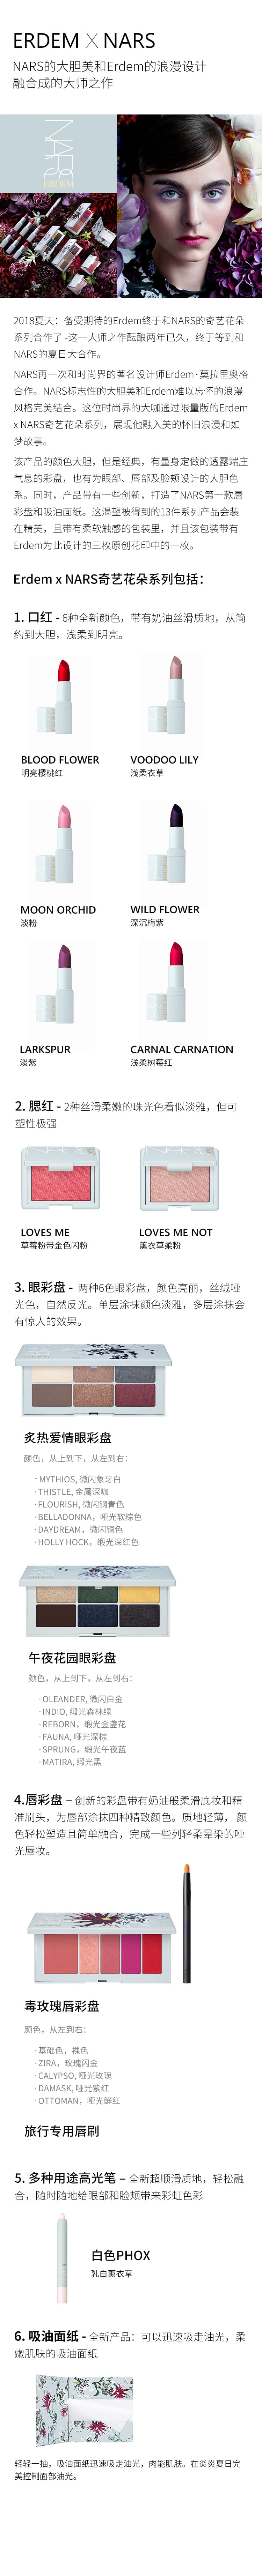 ERDEM X NARS
NARS的大胆美和Erdem的浪漫设计
融合成的大师之作
NARS
ERDEM
2018夏天：备受期待的Erdem终于和NARS的奇艺花朵
系列合作了 -这一大师之作酝酿两年已久，终于等到和
NARS的夏日大合作。
NARS再一次和时尚界的著名设计师Erdem·莫拉里奥格
合作。NARS标志性的大胆美和Erdem难以忘怀的浪漫
风格完美结合。这位时尚界的大咖通过限量版的Erdem
x NARS奇艺花朵系列，展现他融入美的怀旧浪漫和如
梦故事。
该产品的颜色大胆，但是经典，有量身定做的透露端庄
气息的彩盘，也有为眼部、唇部及脸颊设计的大胆色
系。同时，产品带有一些创新，打造了NARS第一款唇
彩盘和吸油面纸。这渴望被得到的13件系列产品会装
在精美，且带有柔软触感的包装里，并且该包装带有
Erdem为此设计的三枚原创花印中的一枚。
Erdem x NARS奇艺花朵系列包括：
1. 口红 - 6种全新颜色，带有奶油丝滑质地，从简
约到大胆，浅柔到明亮。
BLOOD FLOWER
明亮樱桃红
VOODOO LILY
浅柔衣草
MOON ORCHID
淡粉
WILD FLOWER
深沉梅紫
LARKSPUR
淡紫
CARNAL CARNATION
浅柔树莓红
2. 腮红 - 2种丝滑柔嫩的珠光色看似淡雅，但可
塑性极强
LOVES ME
草莓粉带金色闪粉
LOVES ME NOT
薰衣草柔粉
3. 眼彩盘 - 两种6色眼彩盘，颜色亮丽，丝绒哑
光色，自然反光。单层涂抹颜色淡雅，多层涂抹会
有惊人的效果。
炙热爱情眼彩盘
颜色，从上到下，从左到右：
·MYTHIOS, 微闪象牙白
·THISTLE, 金属深咖
·FLOURISH, 微闪钢青色
·BELLADONNA，哑光软棕色
·DAYDREAM，微闪铜色
·HOLLY HOCK，缎光深红色
午夜花园眼彩盘
颜色，从上到下，从左到右：
·OLEANDER, 微闪白金
·INDIO, 缎光森林绿
·REBORN，缎光金盏花
·FAUNA, 哑光深棕
·SPRUNG，缎光午夜蓝
·MATIRA, 缎光黑
4.唇彩盘 – 创新的彩盘带有奶油般柔滑底妆和精
准刷头，为唇部涂抹四种精致颜色。质地轻薄，颜
色轻松塑造且简单融合，完成一些列轻柔晕染的哑
光唇妆。
毒玫瑰唇彩盘
颜色，从左到右：
·基础色，裸色
·ZIRA，玫瑰闪金
·CALYPSO, 哑光玫瑰
·DAMASK, 哑光紫红
·OTTOMAN，哑光鲜红
旅行专用唇刷
5. 多种用途高光笔 – 全新超顺滑质地，轻松融
合，随时随地给眼部和脸颊带来彩虹色彩
白色PHOX
乳白薰衣草
6. 吸油面纸 - 全新产品：可以迅速吸走油光，柔
嫩肌肤的吸油面纸
轻轻一抽，吸油面纸迅速吸走油光，肉能肌肤。在炎炎夏日完
美控制面部油光。